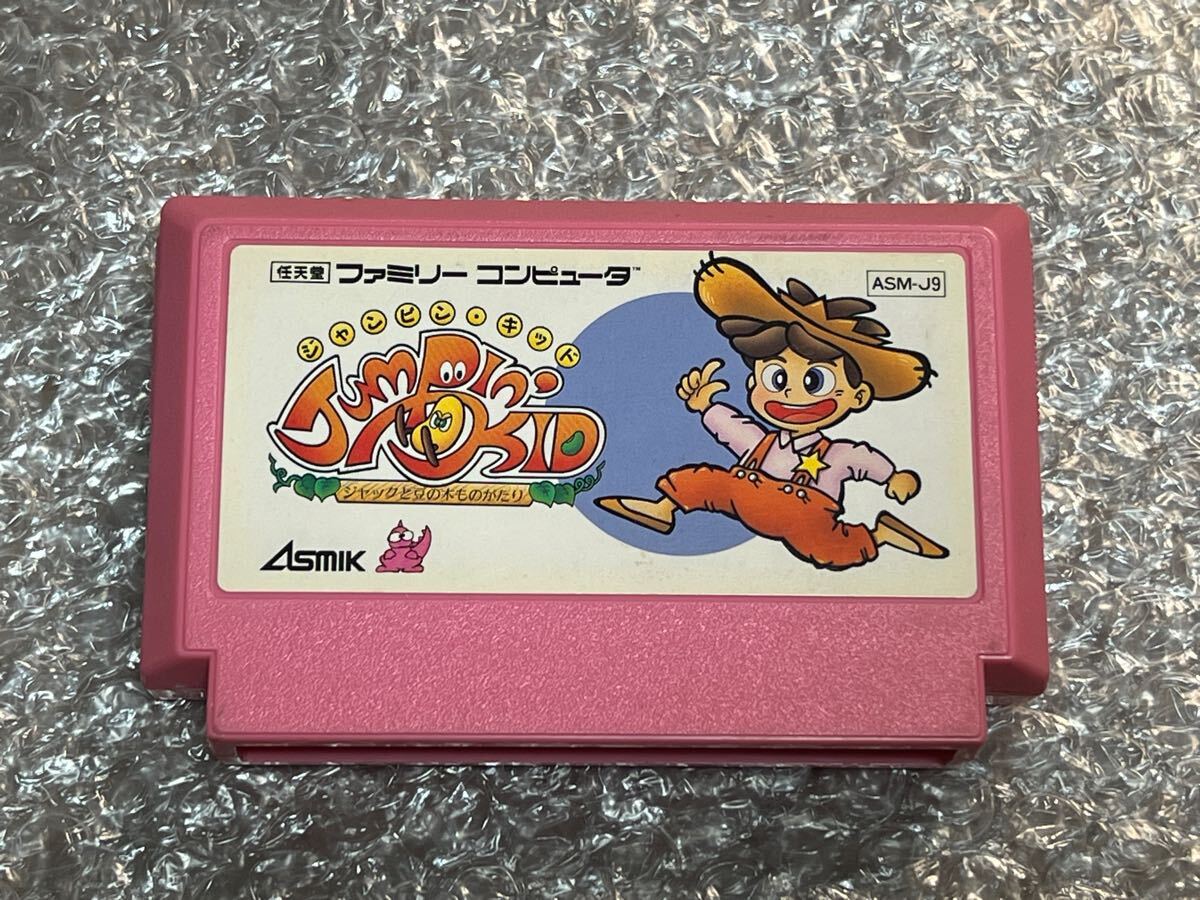 任天堂 ファミリー コンピュータ™
ASM-J9
ジャンピン・キッド
JUMPIN' KID
ジャックと豆の木ものがたり
ASMIK